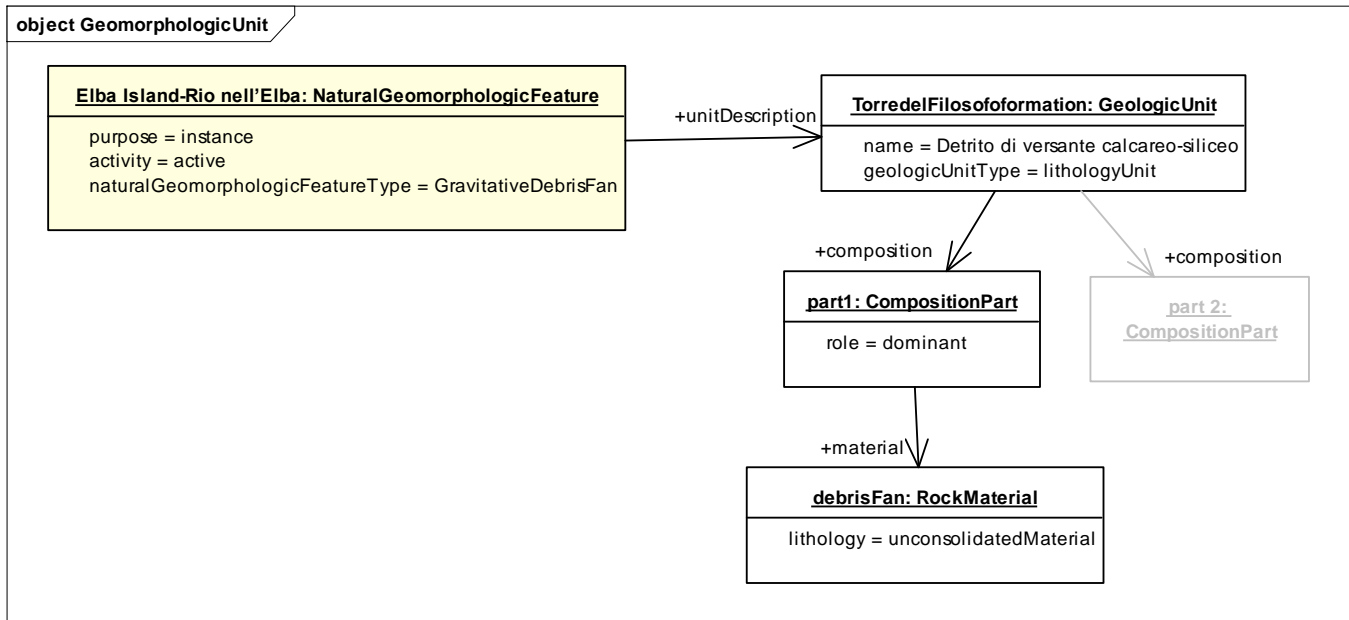 object GeomorphologicUnit
Elba Island-Rio nell'Elba: NaturalGeomorphologicFeature
purpose = instance
activity = active
naturalGeomorphologicFeatureType = GravitativeDebrisFan
+unitDescription
TorredelFilosofoformation: GeologicUnit
name = Detrito di versante calcareo-siliceo
geologicUnitType = lithologyUnit
+composition
+composition
part1: CompositionPart
role = dominant
part 2:
CompositionPart
+material
debrisFan: RockMaterial
lithology = unconsolidatedMaterial